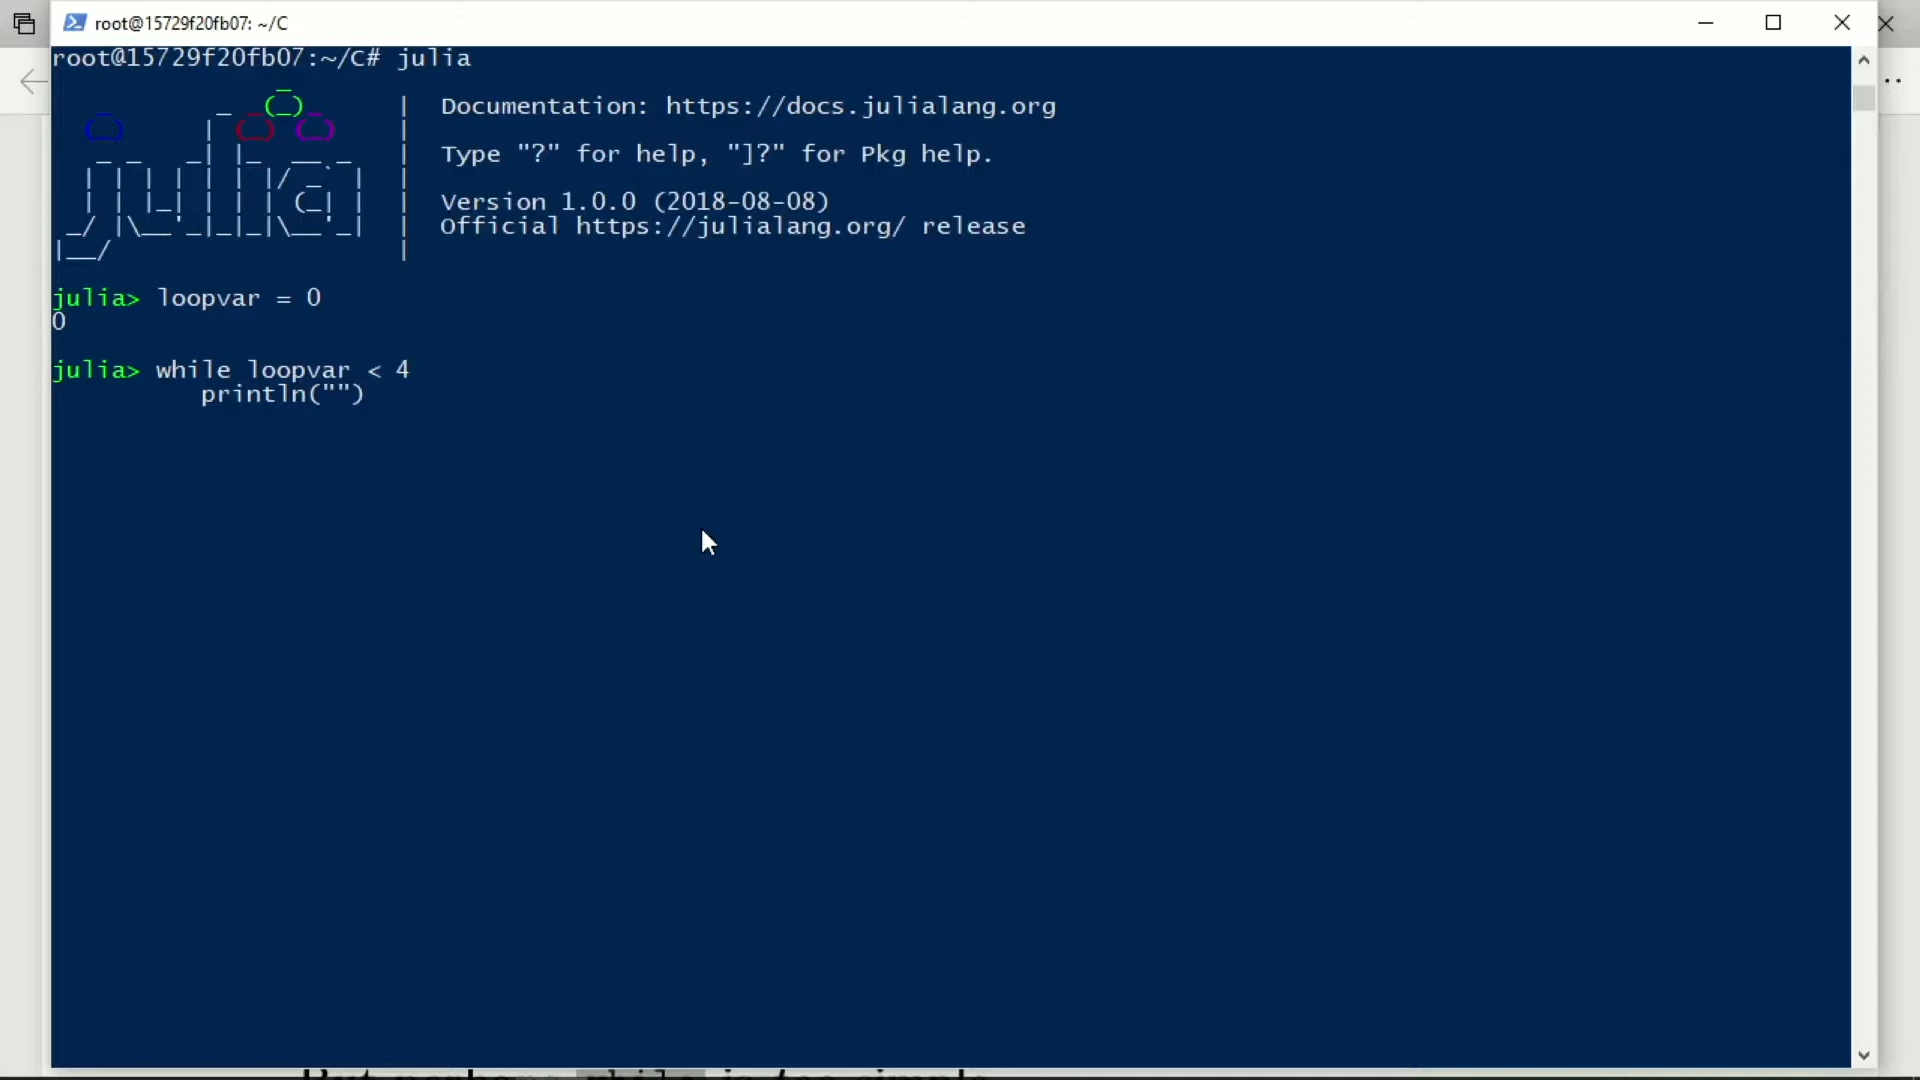 root@15729f20fb07: ~/C
root@15729f20fb07:~/C# julia
Documentation: https://docs.julialang.org
Type "?" for help, "]?" for Pkg help.
Version 1.0.0 (2018-08-08)
Official https://julialang.org/ release
julia> loopvar = 0
0
julia> while loopvar < 4
println("")